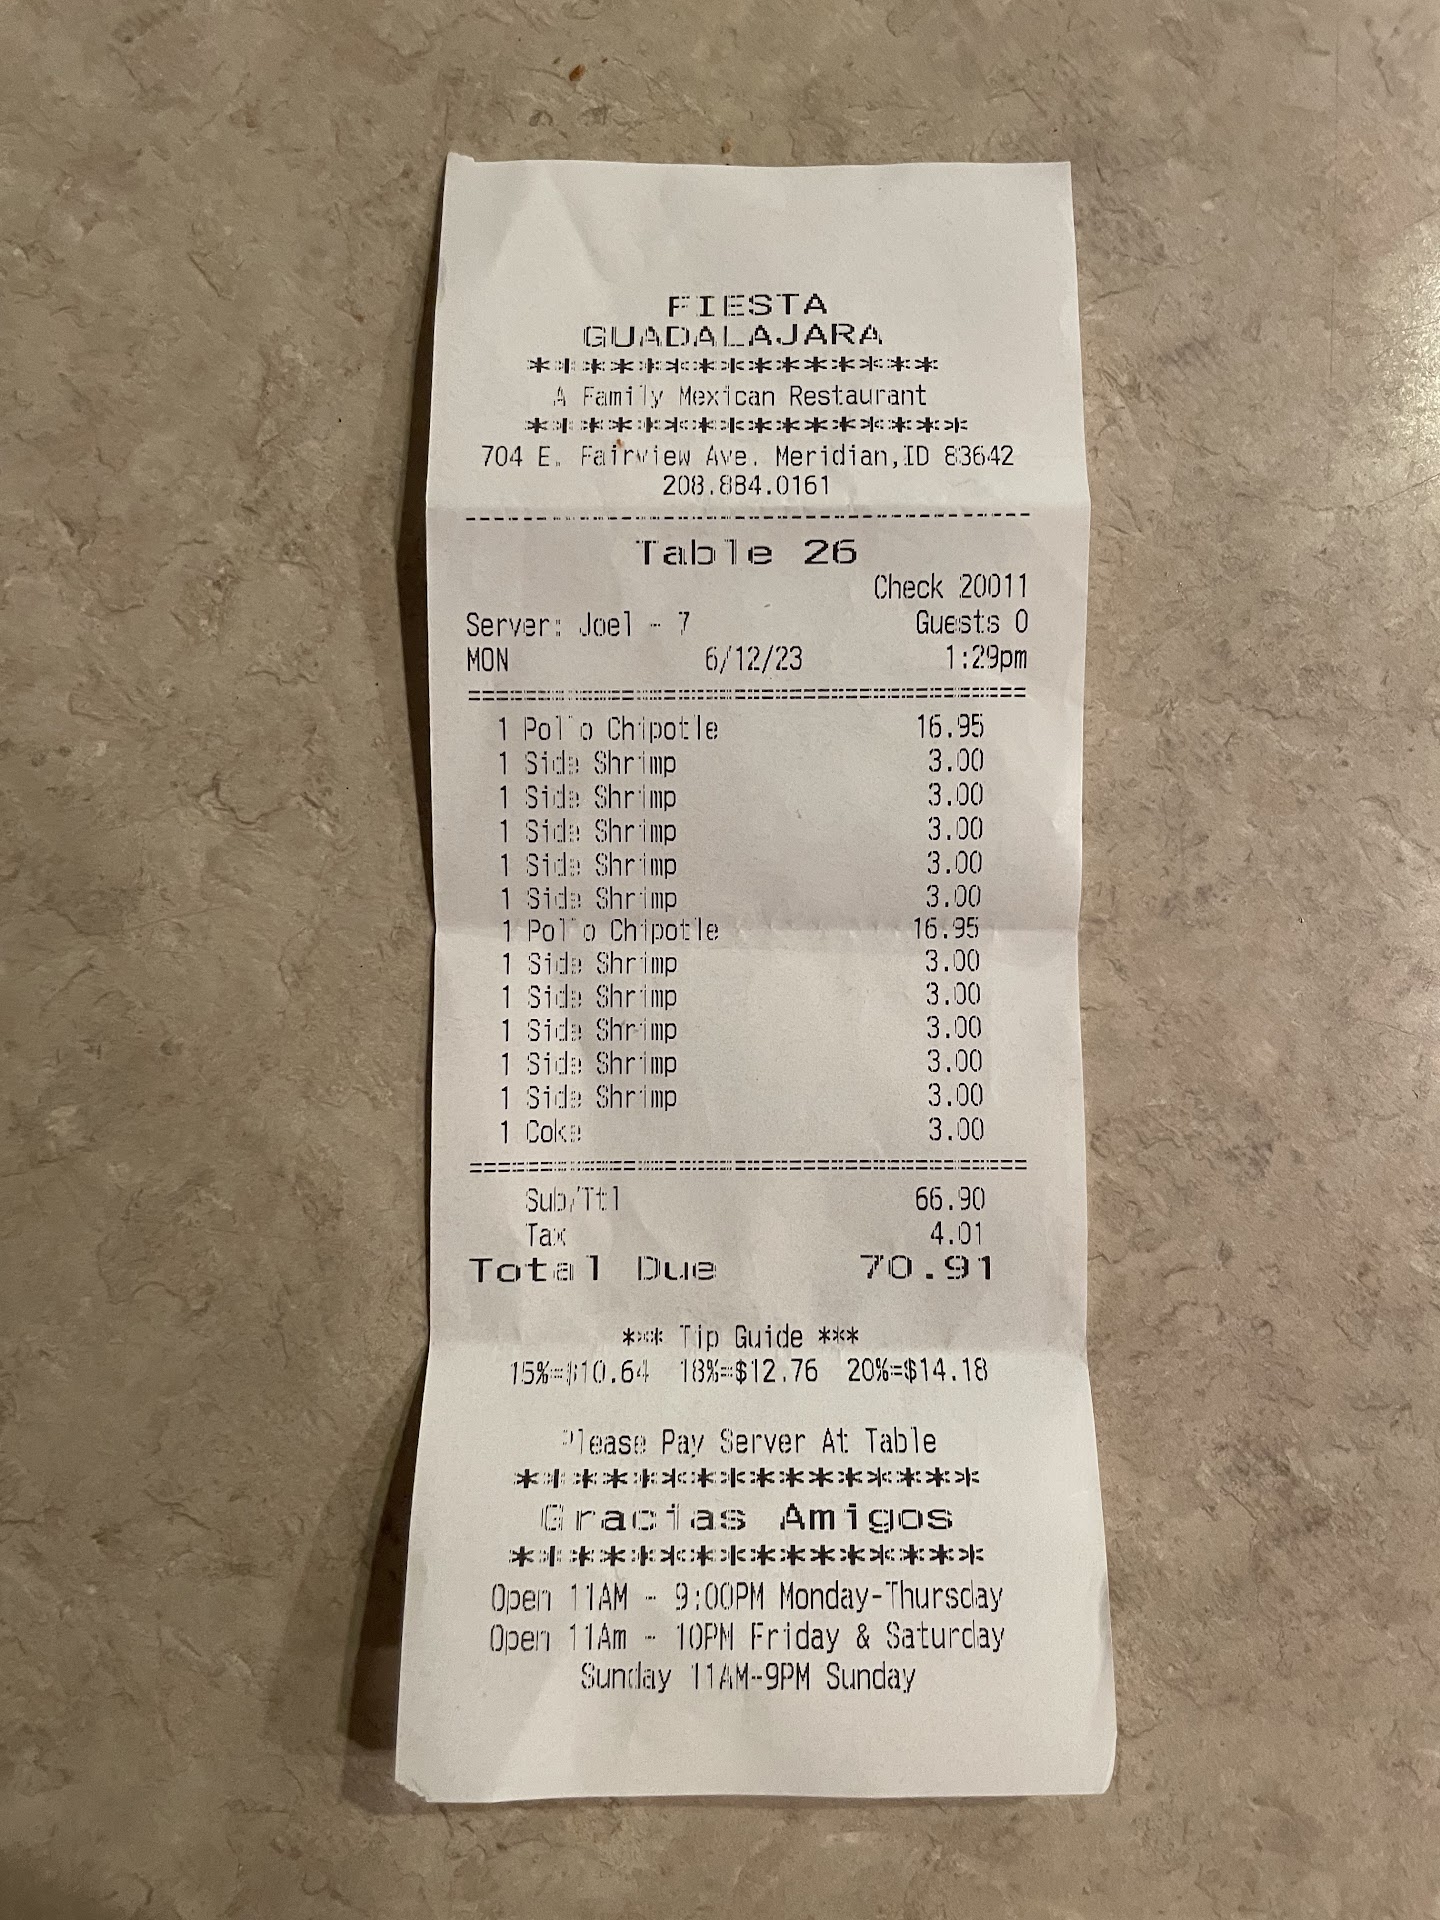 FIESTA
GUADALAJARA
***************
A Family Mexican Restaurant
****************
704 E. Fairview Ave. Meridian,ID 83642
208.884.0161
----------------------------------------
Table 26
Check 20011
Server: Joel - 7 Guests 0
MON 6/12/23 1:29pm
========================================
1 Pollo Chipotle 16.95
1 Side Shrimp 3.00
1 Side Shrimp 3.00
1 Side Shrimp 3.00
1 Side Shrimp 3.00
1 Side Shrimp 3.00
1 Pollo Chipotle 16.95
1 Side Shrimp 3.00
1 Side Shrimp 3.00
1 Side Shrimp 3.00
1 Side Shrimp 3.00
1 Side Shrimp 3.00
1 Coke 3.00
========================================
Sub/Ttl 66.90
Tax 4.01
Total Due 70.91
*** Tip Guide ***
15%=$10.64 18%=$12.76 20%=$14.18
Please Pay Server At Table
****************
Gracias Amigos
****************
Open 11AM - 9:00PM Monday-Thursday
Open 11Am - 10PM Friday & Saturday
Sunday 11AM-9PM Sunday